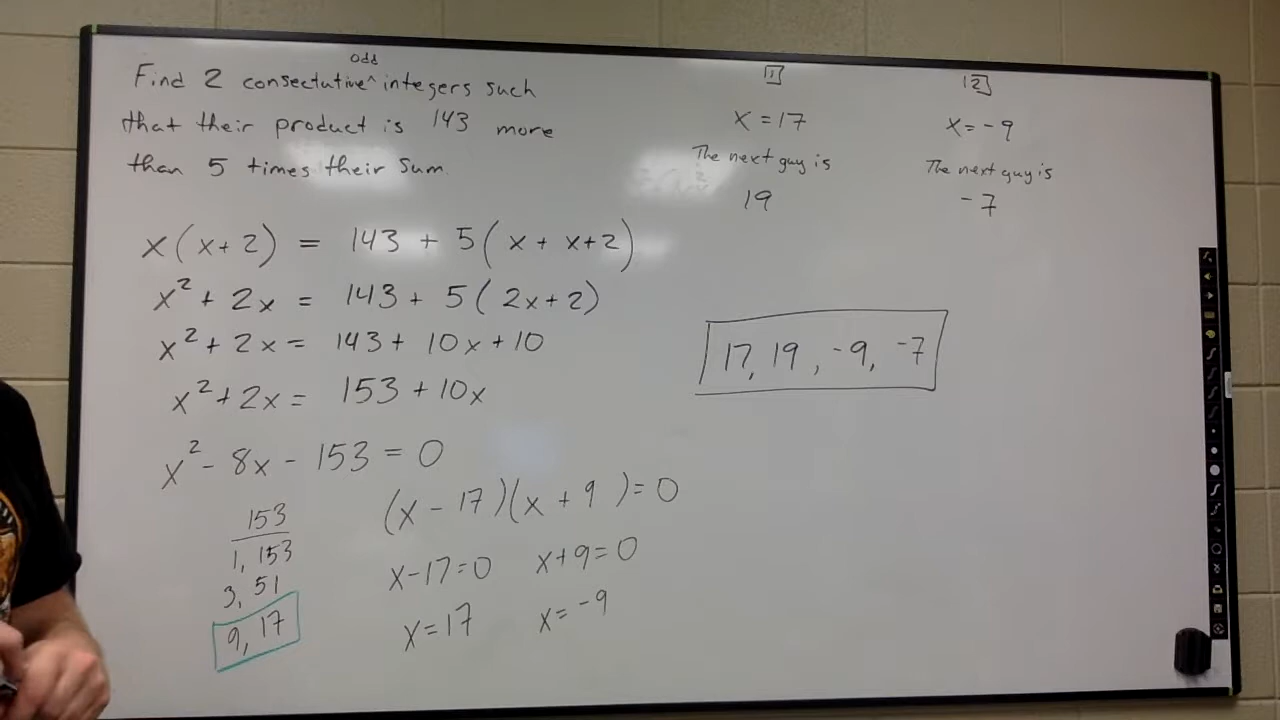 Odd
Find 2 consectutive^ integers such
that their product is 143 more
than 5 times their sum.
x(x+2) = 143 + 5(x + x+2)
x² + 2x = 143 + 5(2x+2)
x² + 2x = 143 + 10x + 10
x² + 2x = 153 + 10x
x² - 8x - 153 = 0
153
1, 153
3, 51
9, 17
(x - 17)(x + 9) = 0
x-17=0 x+9=0
x=17 x=-9
1
x=17
The next guy is
19
2
x=-9
The next guy is
-7
17, 19, -9, -7